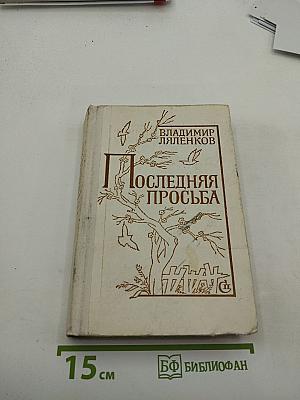 ВЛАДИМИР
ЛЯЛЕНКОВ
ПОСЛЕДНЯЯ
ПРОСЬБА
15 см
БФ БИБЛИОФАН